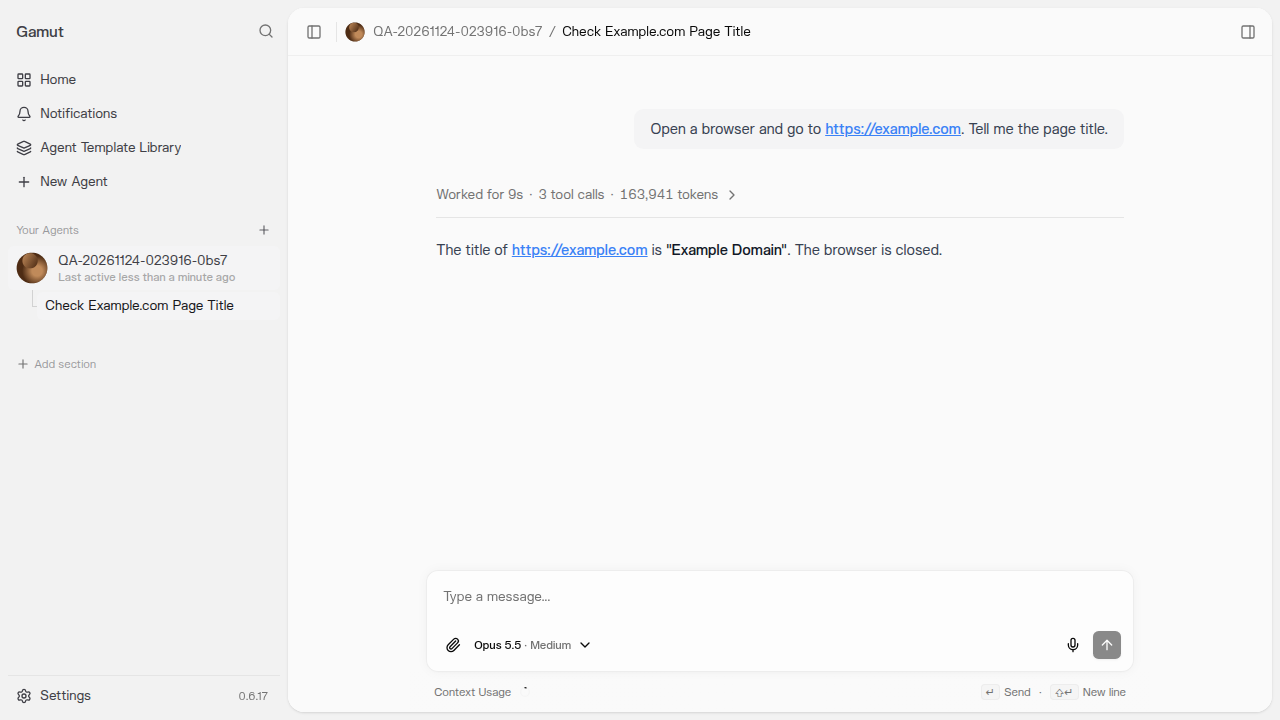 Gamut
Home
Notifications
Agent Template Library
New Agent
Your Agents
QA-20261124-023916-0bs7
Last active less than a minute ago
Check Example.com Page Title
Add section
Settings
0.6.17
QA-20261124-023916-0bs7 / Check Example.com Page Title
Open a browser and go to https://example.com. Tell me the page title.
Worked for 9s · 3 tool calls · 163,941 tokens
The title of https://example.com is "Example Domain". The browser is closed.
Type a message...
Opus 5.5 · Medium
Context Usage
Send · New line